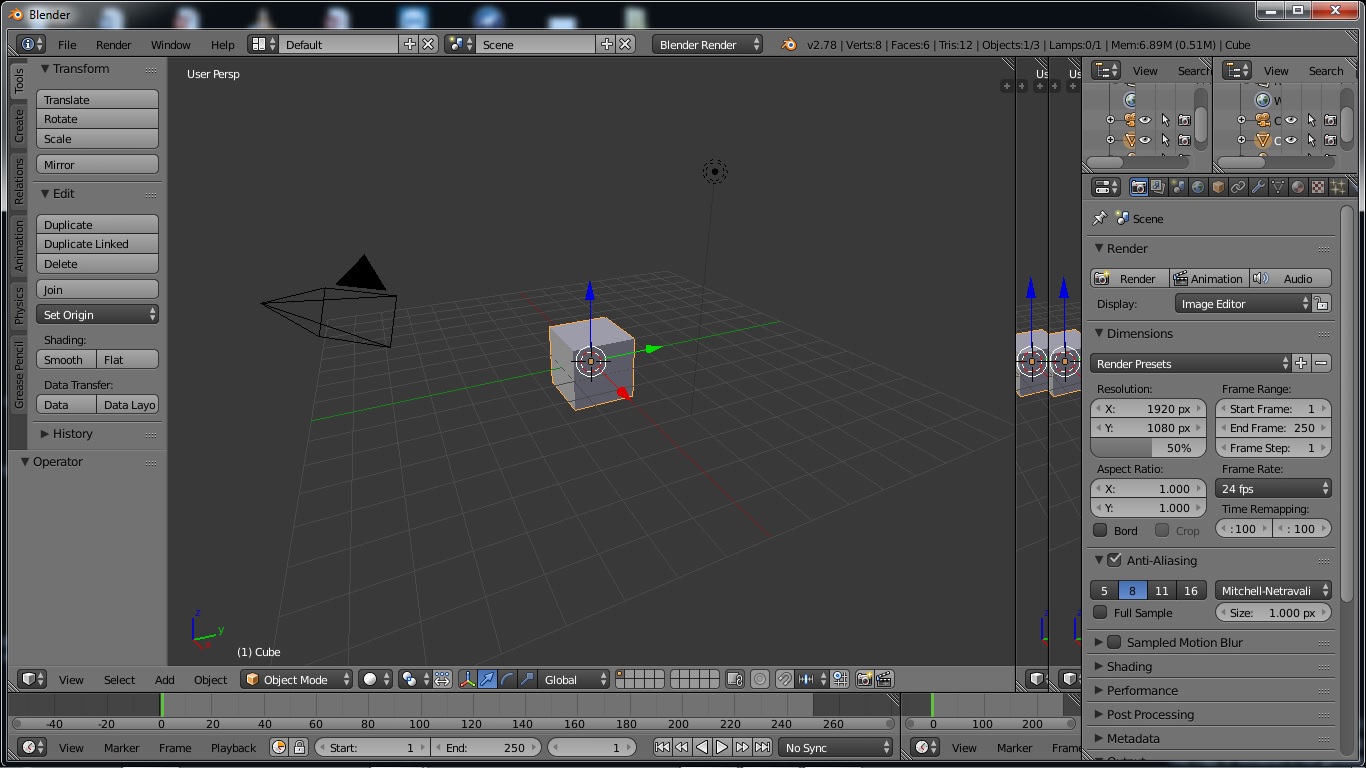 Blender
File Render Window Help Default Scene Blender Render v2.78 | Verts:8 | Faces:6 | Tris:12 | Objects:1/3 | Lamps:0/1 | Mem:6.89M (0.51M) | Cube
Tools
Create
Relations
Animation
Physics
Grease Pencil
Transform
Translate
Rotate
Scale
Mirror
Edit
Duplicate
Duplicate Linked
Delete
Join
Set Origin
Shading:
Smooth Flat
Data Transfer:
Data Data Layo
History
Operator
User Persp
Us
Us
z
y
(1) Cube
View Select Add Object Object Mode Global
-40 -20 0 20 40 60 80 100 120 140 160 180 200 220 240 260
0 100 200
View Marker Frame Playback Start: 1 End: 250 1 No Sync
View Marker Frame
View Search
View Search
C
Scene
Render
Render Animation Audio
Display: Image Editor
Dimensions
Render Presets
Resolution: Frame Range:
X: 1920 px Start Frame: 1
Y: 1080 px End Frame: 250
50% Frame Step: 1
Aspect Ratio: Frame Rate:
X: 1.000 24 fps
Y: 1.000 Time Remapping:
Bord Crop : 100 : 100
Anti-Aliasing
5 8 11 16 Mitchell-Netravali
Full Sample Size: 1.000 px
Sampled Motion Blur
Shading
Performance
Post Processing
Metadata